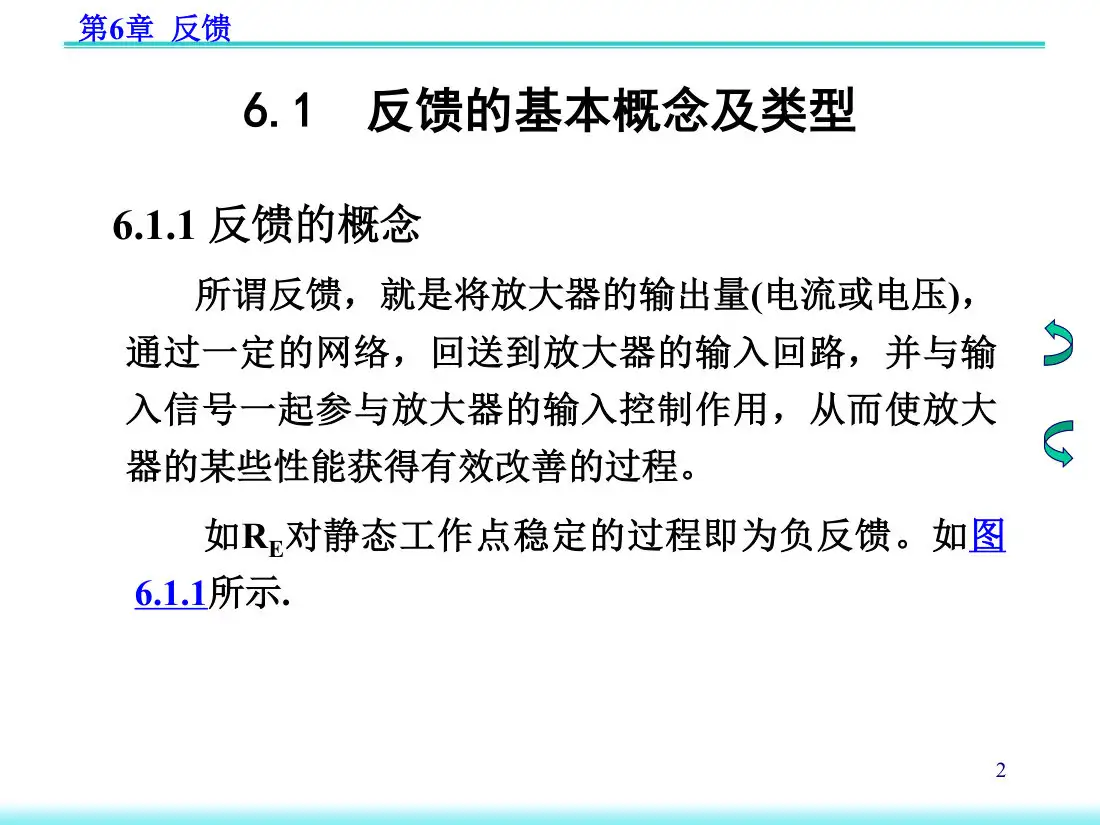 第6章 反馈
6.1 反馈的基本概念及类型
6.1.1 反馈的概念
所谓反馈，就是将放大器的输出量(电流或电压)，
通过一定的网络，回送到放大器的输入回路，并与输
入信号一起参与放大器的输入控制作用，从而使放大
器的某些性能获得有效改善的过程。
如RE对静态工作点稳定的过程即为负反馈。如图
6.1.1所示.
2